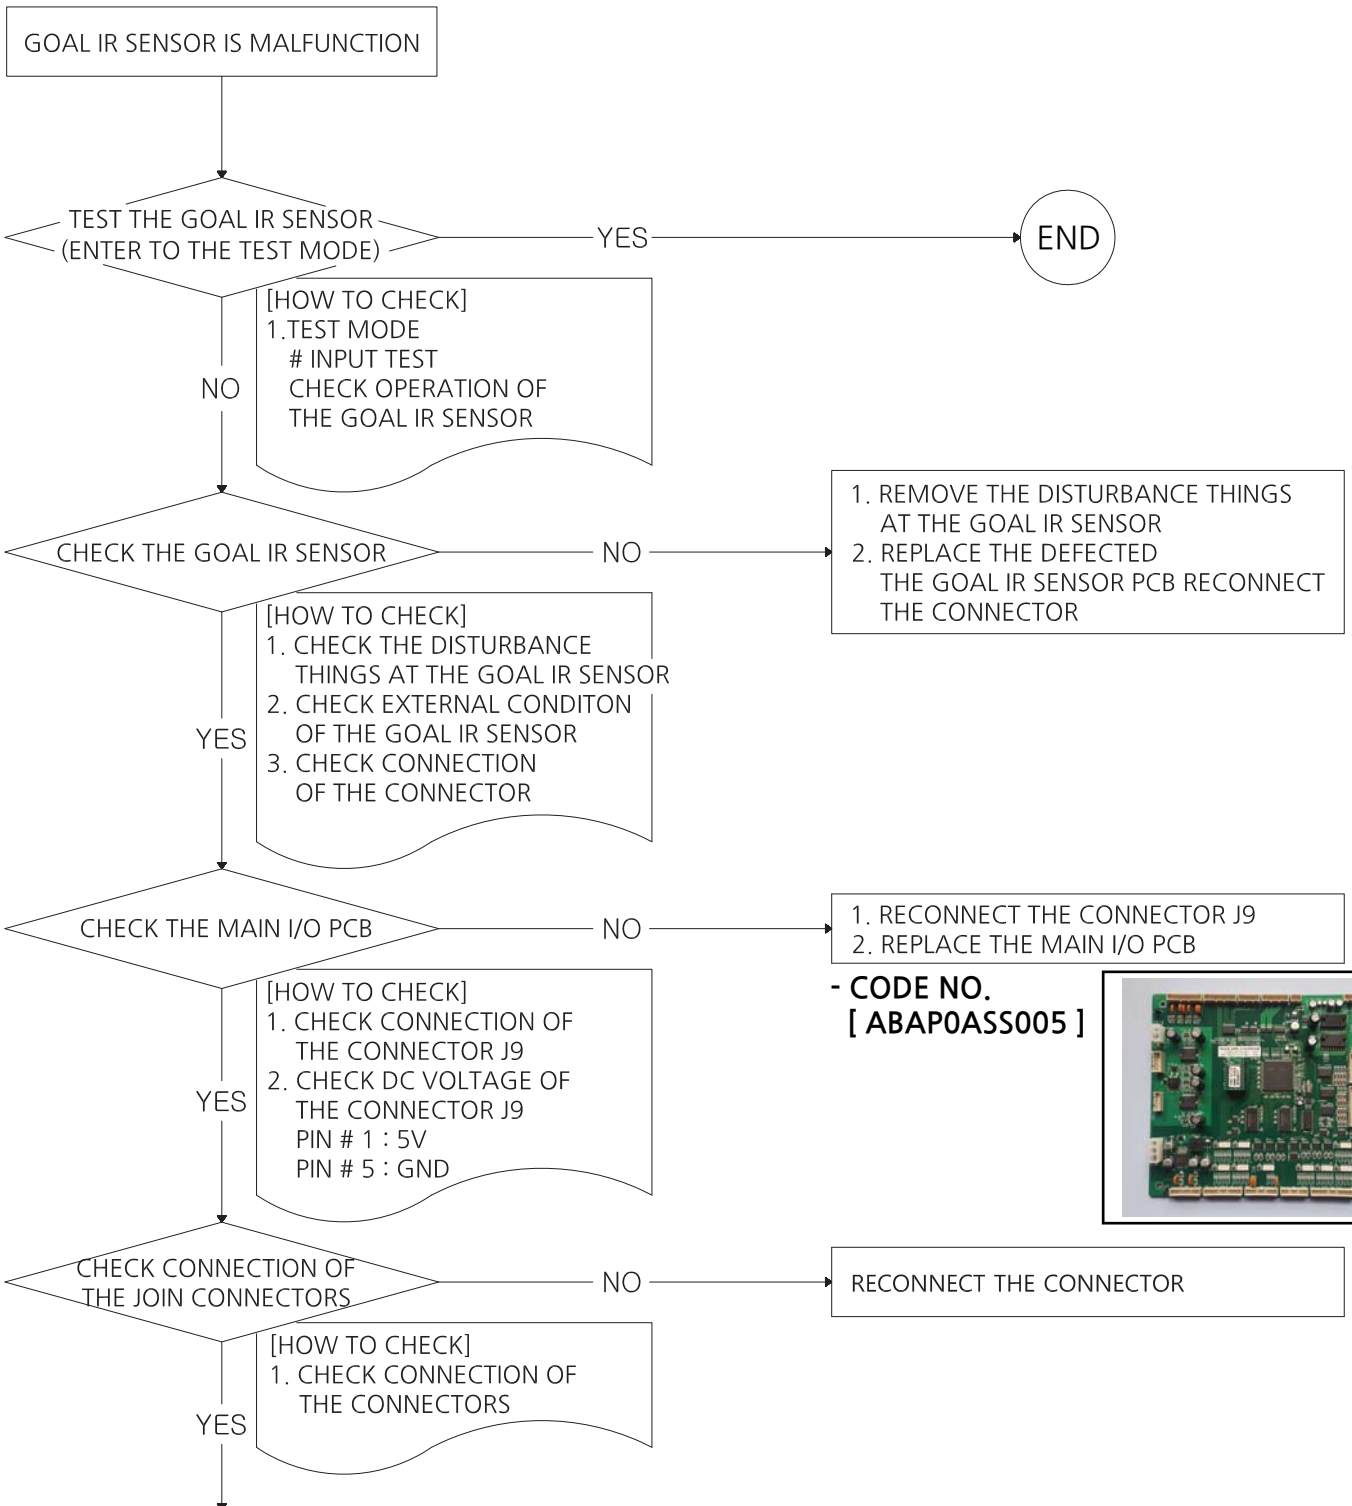 GOAL IR SENSOR IS MALFUNCTION
TEST THE GOAL IR SENSOR
(ENTER TO THE TEST MODE)
YES
END
[HOW TO CHECK]
1.TEST MODE
# INPUT TEST
CHECK OPERATION OF
THE GOAL IR SENSOR
NO
CHECK THE GOAL IR SENSOR
NO
1. REMOVE THE DISTURBANCE THINGS
AT THE GOAL IR SENSOR
2. REPLACE THE DEFECTED
THE GOAL IR SENSOR PCB RECONNECT
THE CONNECTOR
[HOW TO CHECK]
1. CHECK THE DISTURBANCE
THINGS AT THE GOAL IR SENSOR
2. CHECK EXTERNAL CONDITON
OF THE GOAL IR SENSOR
3. CHECK CONNECTION
OF THE CONNECTOR
YES
CHECK THE MAIN I/O PCB
NO
1. RECONNECT THE CONNECTOR J9
2. REPLACE THE MAIN I/O PCB
- CODE NO.
[ ABAP0ASS005 ]
[HOW TO CHECK]
1. CHECK CONNECTION OF
THE CONNECTOR J9
2. CHECK DC VOLTAGE OF
THE CONNECTOR J9
PIN # 1 : 5V
PIN # 5 : GND
YES
CHECK CONNECTION OF
THE JOIN CONNECTORS
NO
RECONNECT THE CONNECTOR
[HOW TO CHECK]
1. CHECK CONNECTION OF
THE CONNECTORS
YES